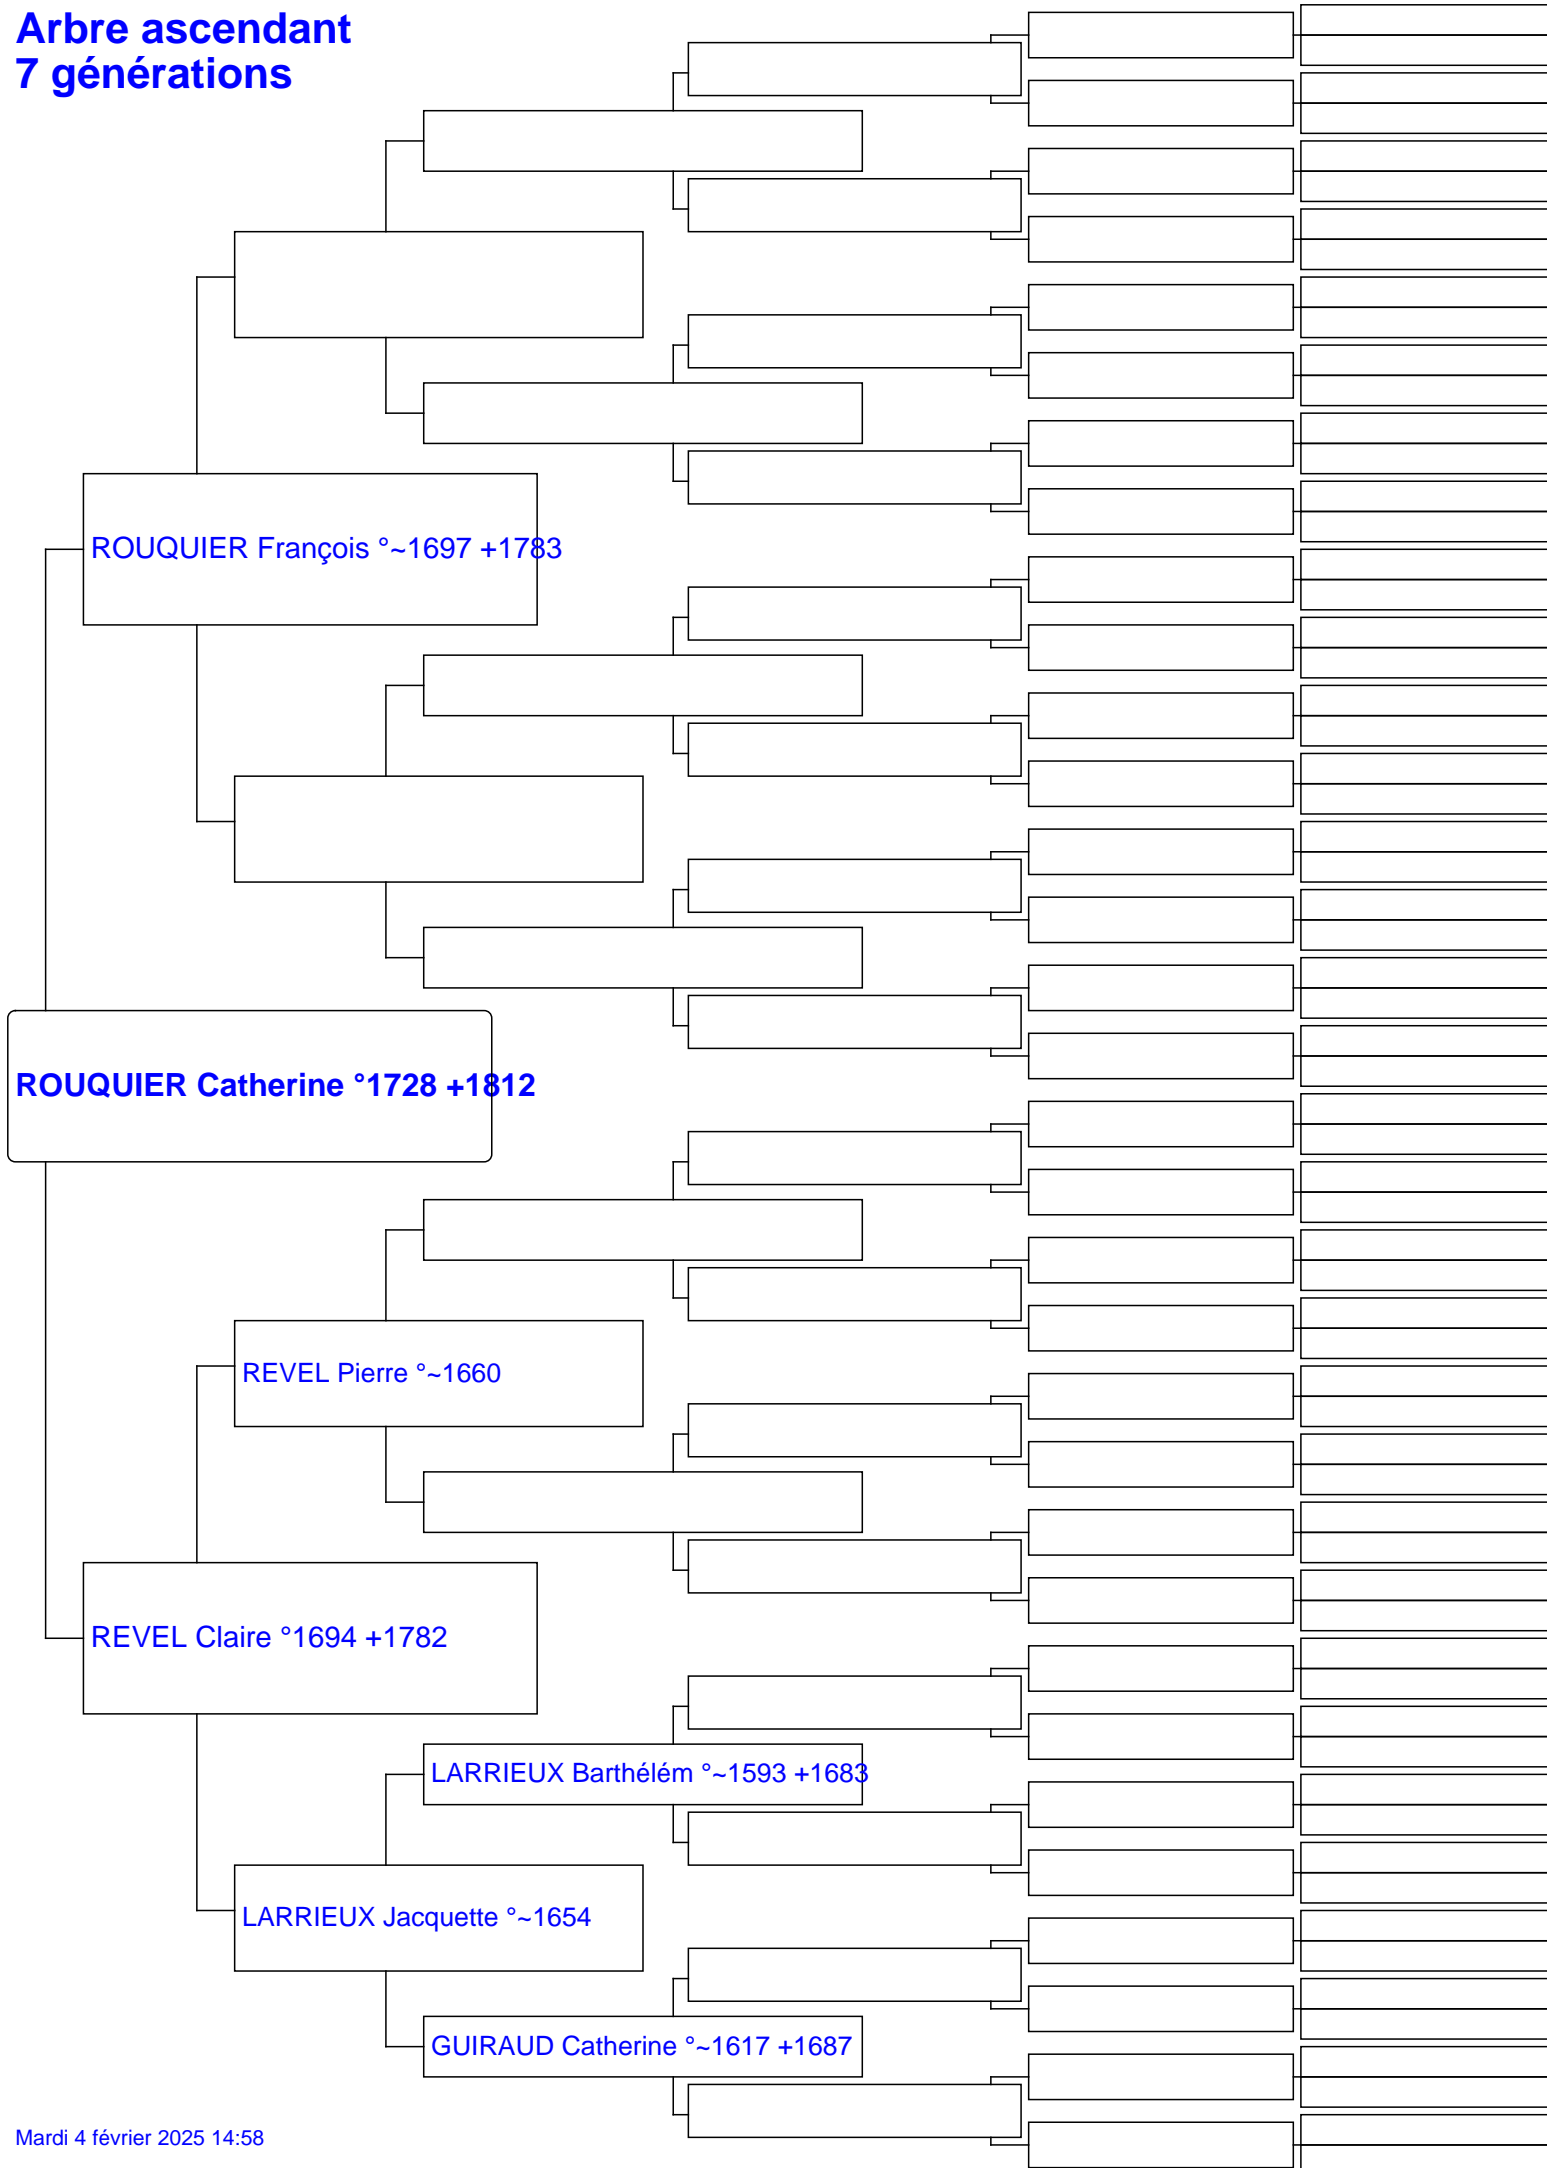 Arbre ascendant
7 générations
ROUQUIER François °~1697 +1783
ROUQUIER Catherine °1728 +1812
REVEL Pierre °~1660
REVEL Claire °1694 +1782
LARRIEUX Barthélém °~1593 +1683
LARRIEUX Jacquette °~1654
GUIRAUD Catherine °~1617 +1687
Mardi 4 février 2025 14:58